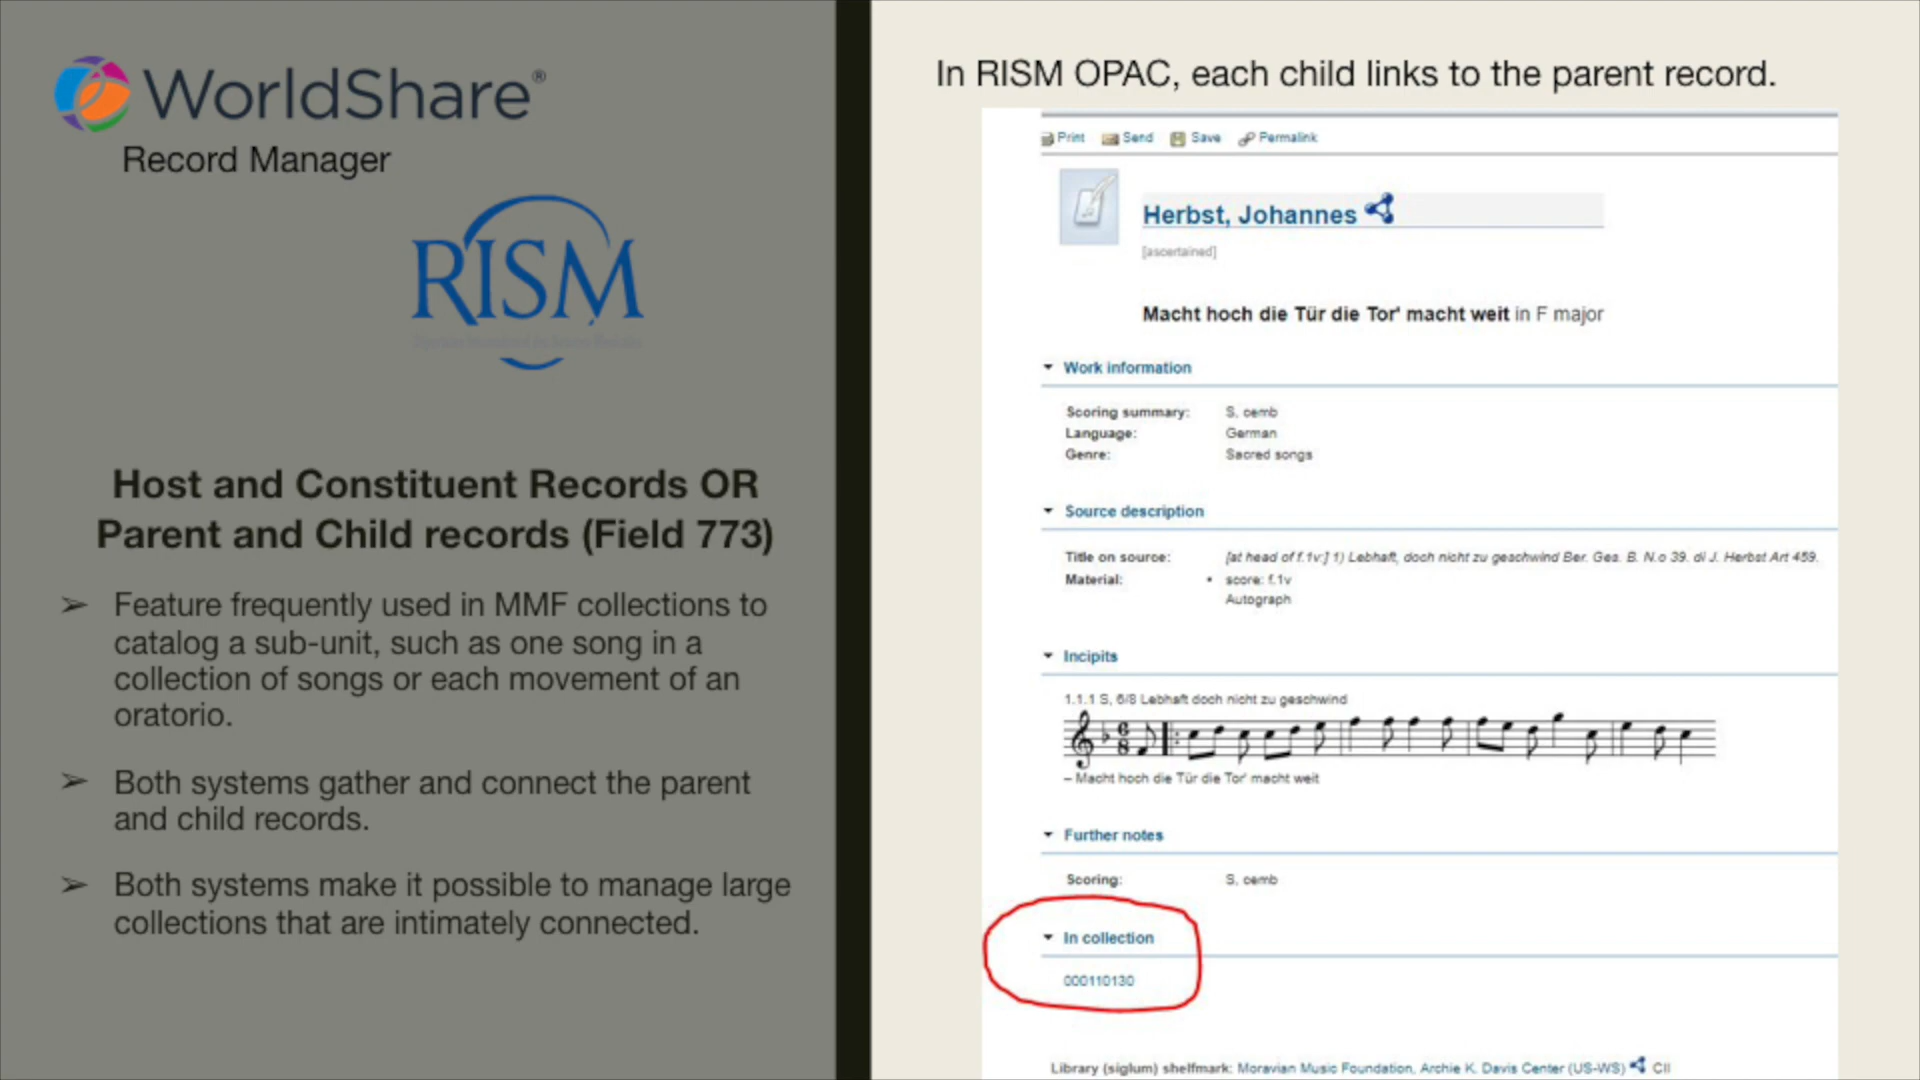 WorldShare®
Record Manager
RISM
Host and Constituent Records OR
Parent and Child records (Field 773)
➢ Feature frequently used in MMF collections to
catalog a sub-unit, such as one song in a
collection of songs or each movement of an
oratorio.
➢ Both systems gather and connect the parent
and child records.
➢ Both systems make it possible to manage large
collections that are intimately connected.
In RISM OPAC, each child links to the parent record.
Print Send Save Permalink
Herbst, Johannes
[ascertained]
Macht hoch die Tür die Tor' macht weit in F major
Work information
Scoring summary: S, cemb
Language: German
Genre: Sacred songs
Source description
Title on source: [at head of f.1v:] 1) Lebhaft, doch nicht zu geschwind Ber. Ges. B. N.o 39. di J. Herbst Art 459.
Material: • score: f.1v
Autograph
Incipits
1.1.1 S, 6/8 Lebhaft doch nicht zu geschwind
– Macht hoch die Tür die Tor' macht weit
Further notes
Scoring: S, cemb
In collection
000110130
Library (siglum) shelfmark: Moravian Music Foundation, Archie K. Davis Center (US-WS) CII